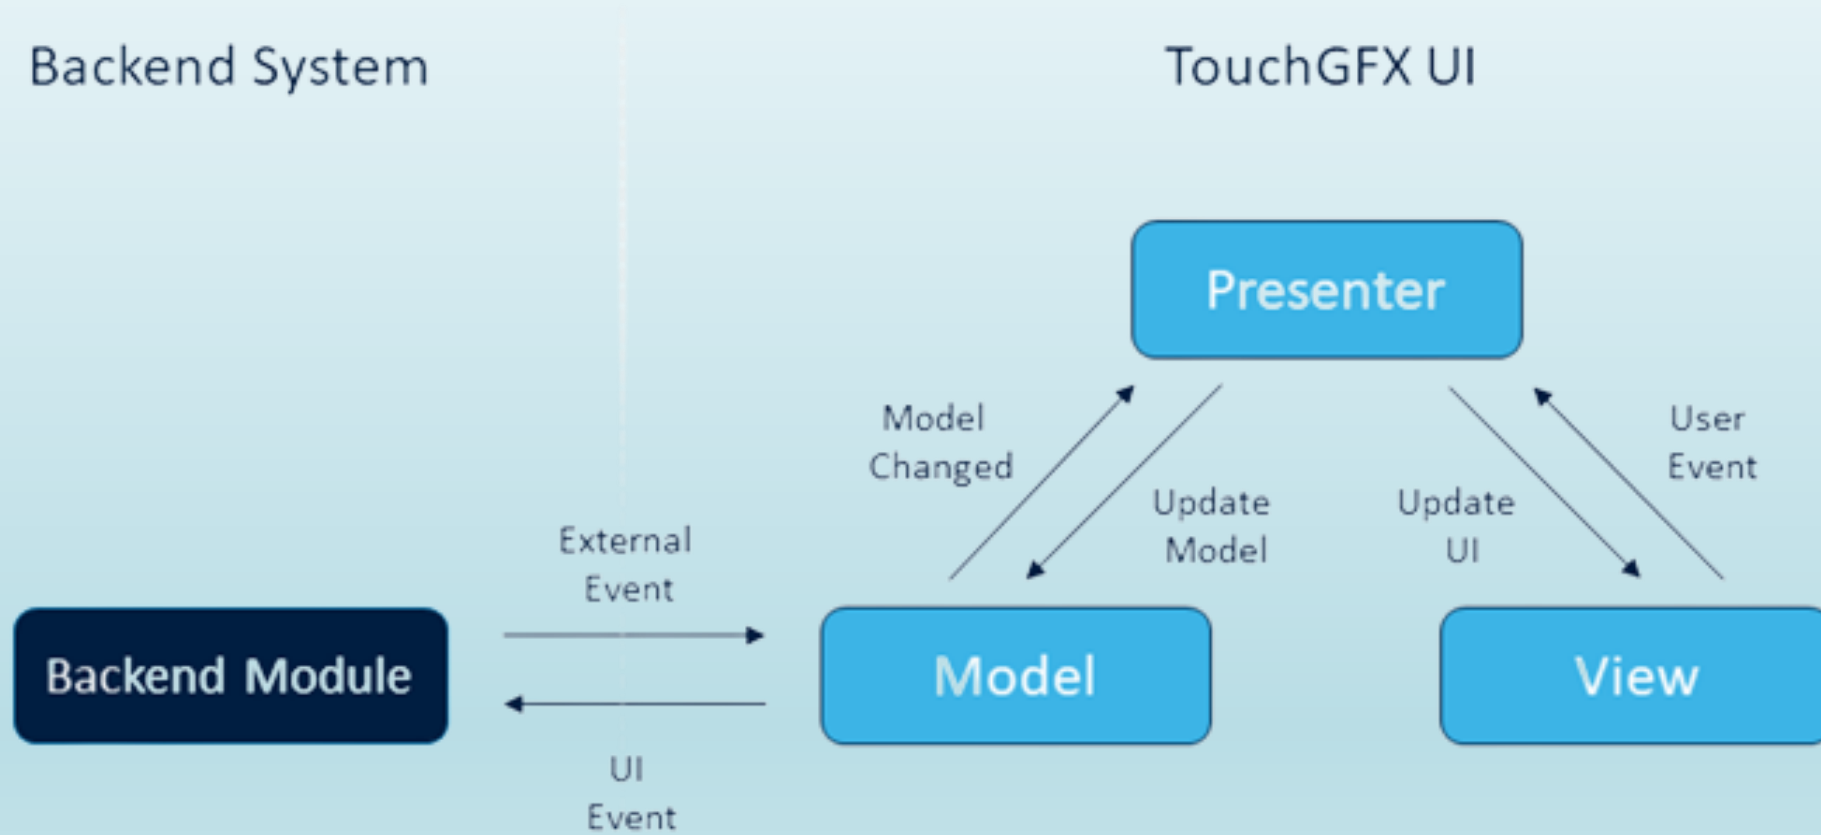 Backend System
TouchGFX UI
Presenter
Model
Changed
User
Event
Update
Model
Update
UI
External
Event
Backend Module
Model
View
UI
Event